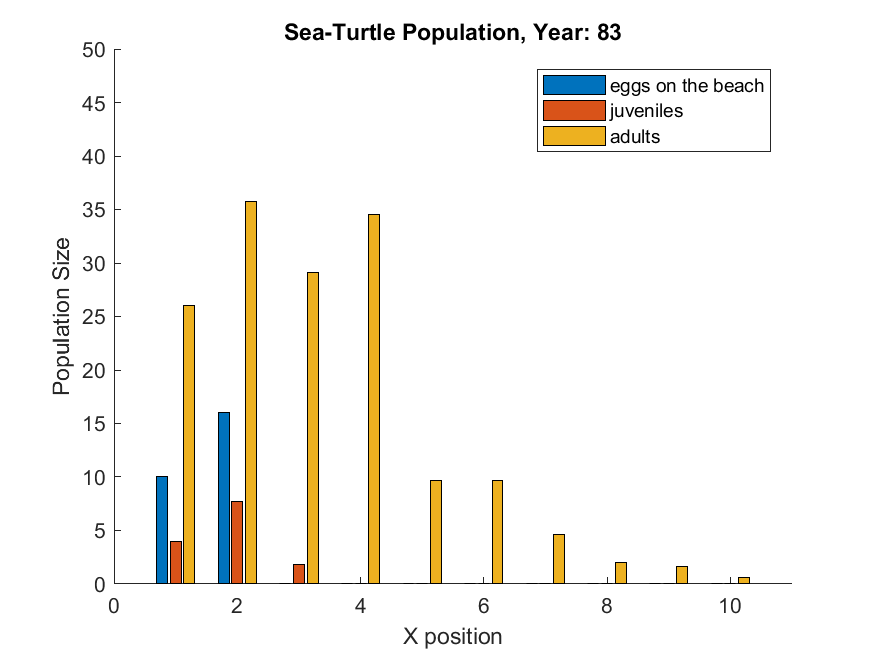 Sea-Turtle Population, Year: 83
50
45
40
35
30
25
20
15
10
5
0
Population Size
eggs on the beach
juveniles
adults
0 2 4 6 8 10
X position